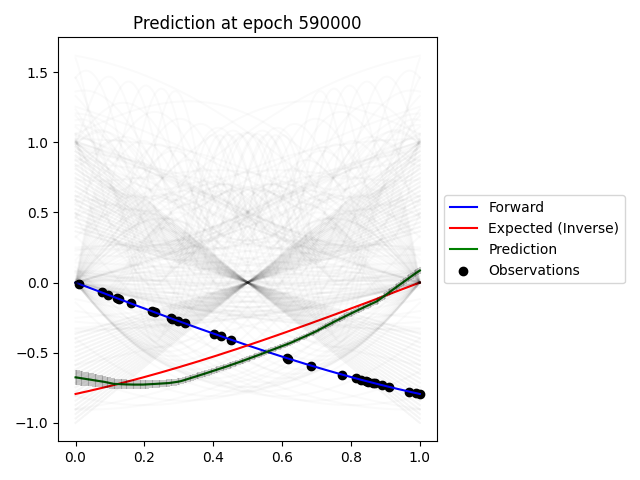 Prediction at epoch 590000
1.5
1.0
0.5
0.0
−0.5
−1.0
0.0 0.2 0.4 0.6 0.8 1.0
Forward
Expected (Inverse)
Prediction
Observations